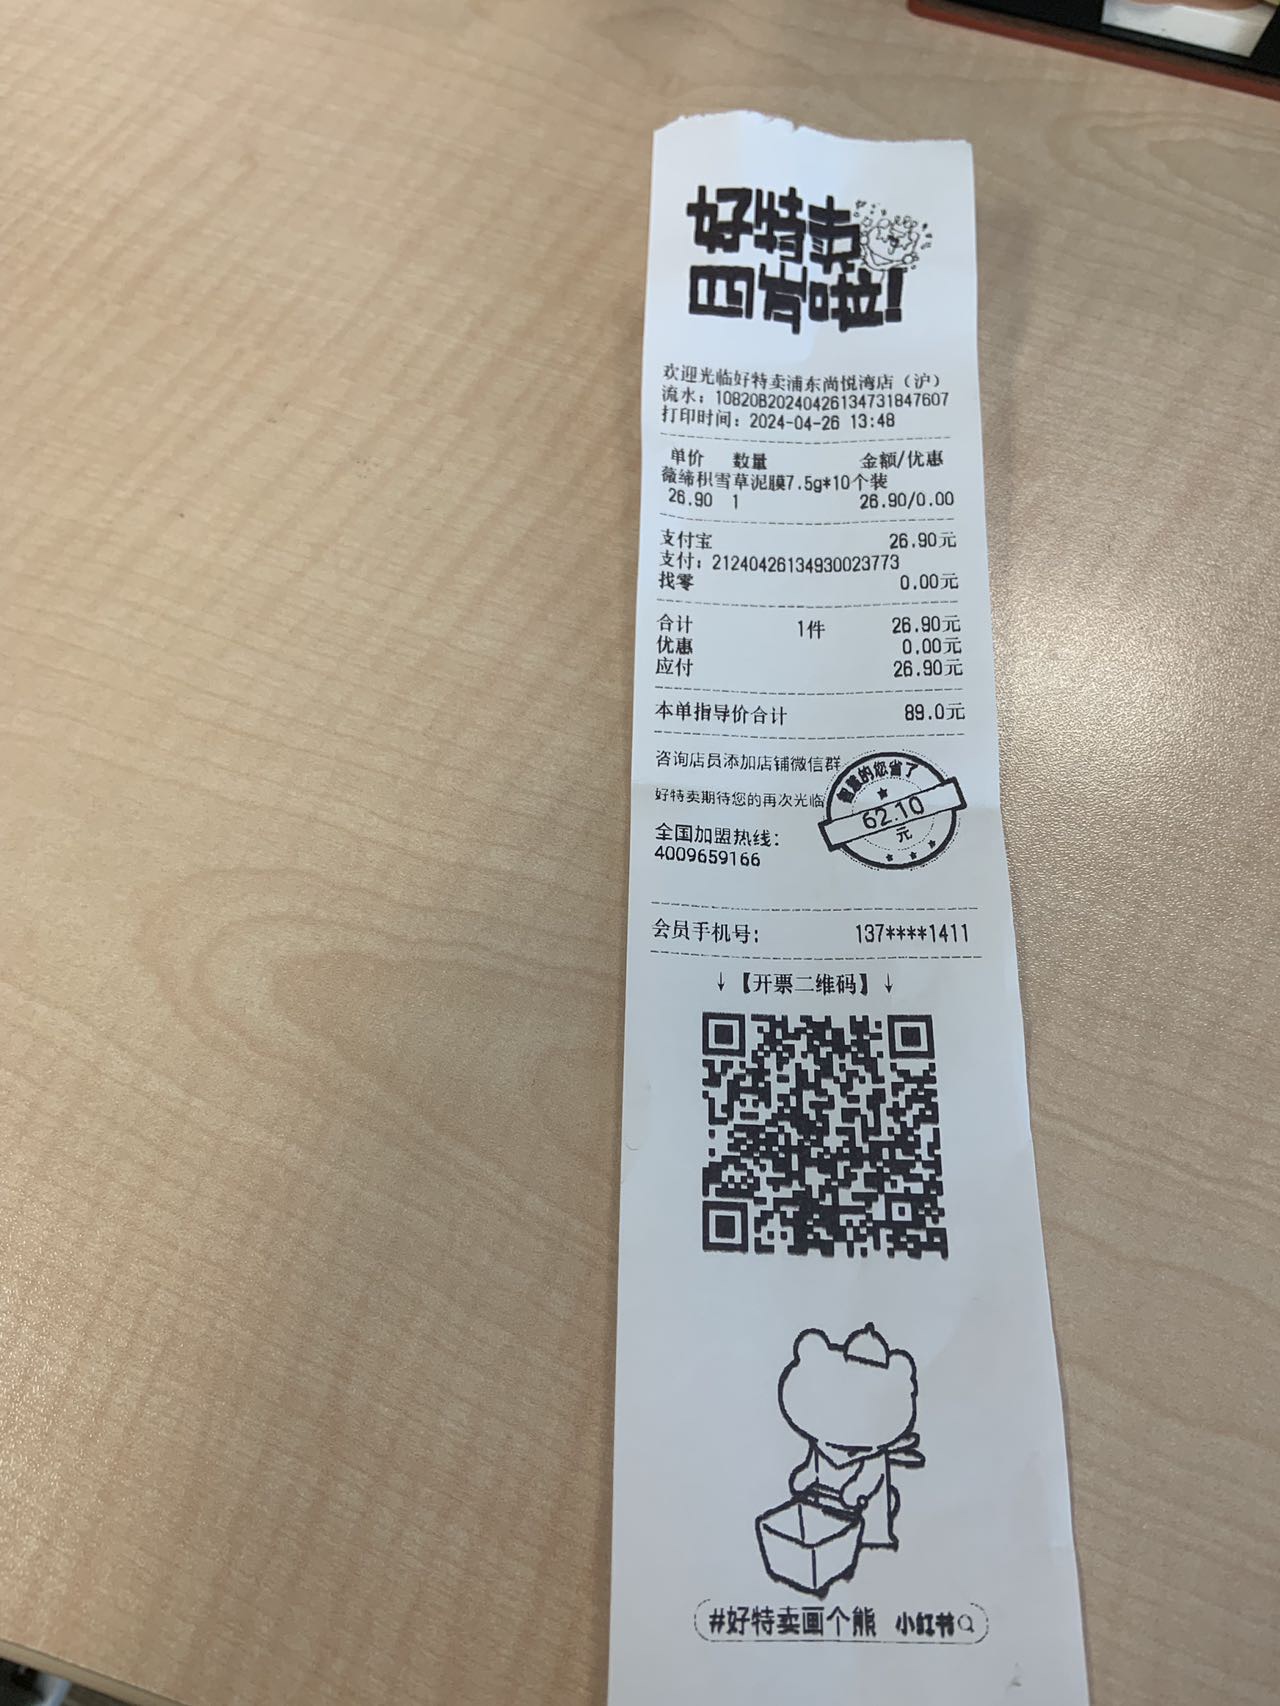 好特卖
自开啦!
欢迎光临好特卖浦东尚悦湾店（沪）
流水：10820B20240426134731847607
打印时间：2024-04-26 13:48
单价 数量 金额/优惠
薇缔积雪草泥膜7.5g*10个装
26.90 1 26.90/0.00
支付宝 26.90元
支付：21240426134930023773
找零 0.00元
合计 1件 26.90元
优惠 0.00元
应付 26.90元
本单指导价合计 89.0元
咨询店员添加店铺微信群
好特卖期待您的再次光临
全国加盟热线：
4009659166
的您省了
62.10
元
会员手机号: 137****1411
↓【开票二维码】↓
#好特卖画个熊 小红书